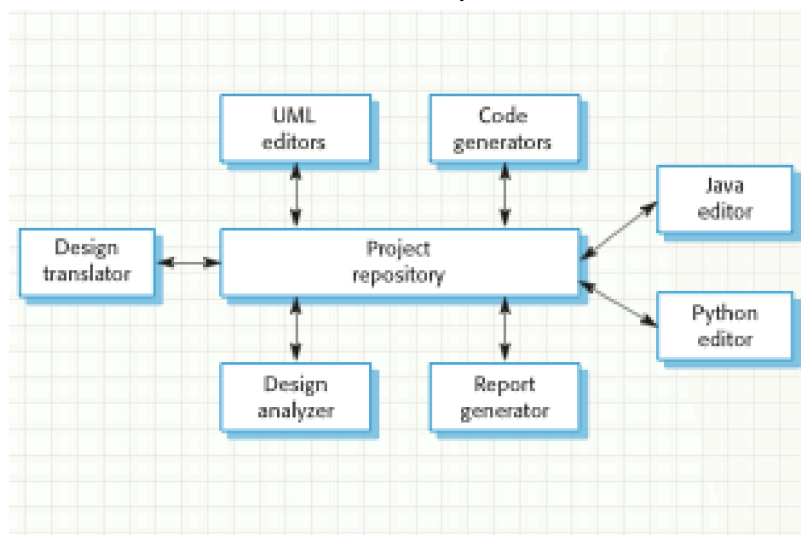 UML
editors
Code
generators
Java
editor
Design
translator
Project
repository
Python
editor
Design
analyzer
Report
generator